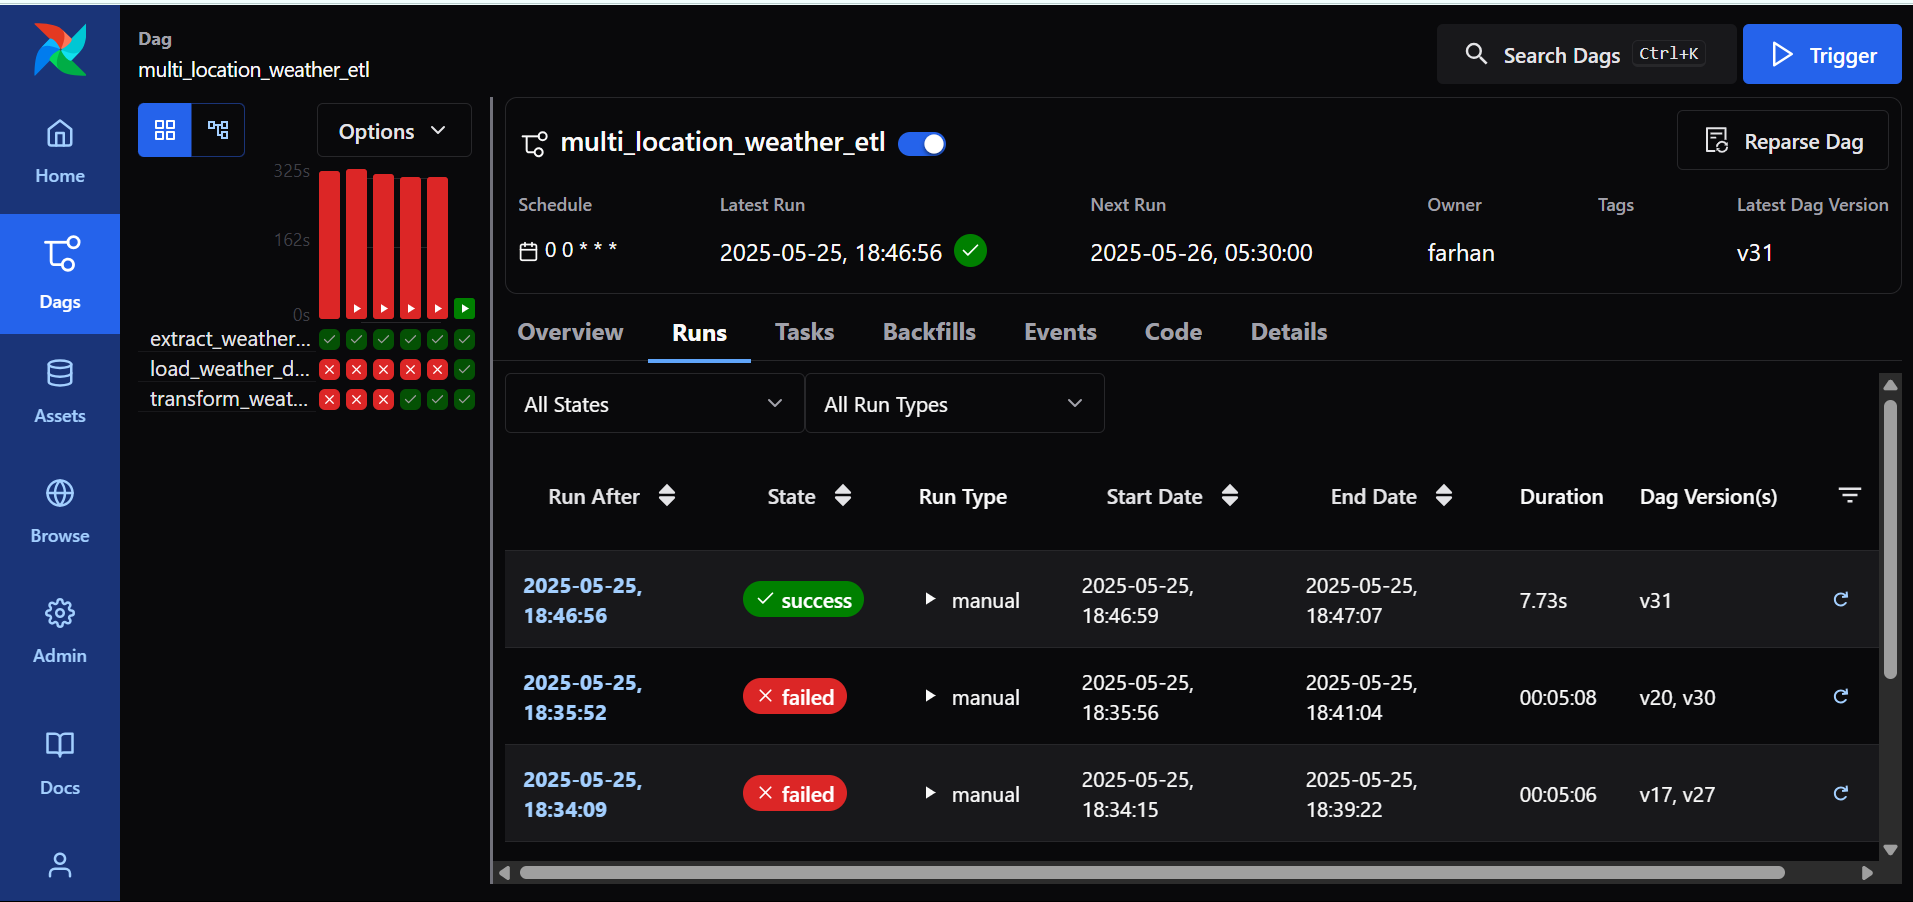 Dag
multi_location_weather_etl
Search Dags Ctrl+K
Trigger
Home
Dags
Assets
Browse
Admin
Docs
Options
325s
162s
0s
extract_weather...
load_weather_d...
transform_weat...
multi_location_weather_etl
Reparse Dag
Schedule Latest Run Next Run Owner Tags Latest Dag Version
0 0 * * * 2025-05-25, 18:46:56 2025-05-26, 05:30:00 farhan v31
Overview Runs Tasks Backfills Events Code Details
All States All Run Types
Run After State Run Type Start Date End Date Duration Dag Version(s)
2025-05-25, 18:46:56 success manual 2025-05-25, 18:46:59 2025-05-25, 18:47:07 7.73s v31
2025-05-25, 18:35:52 failed manual 2025-05-25, 18:35:56 2025-05-25, 18:41:04 00:05:08 v20, v30
2025-05-25, 18:34:09 failed manual 2025-05-25, 18:34:15 2025-05-25, 18:39:22 00:05:06 v17, v27